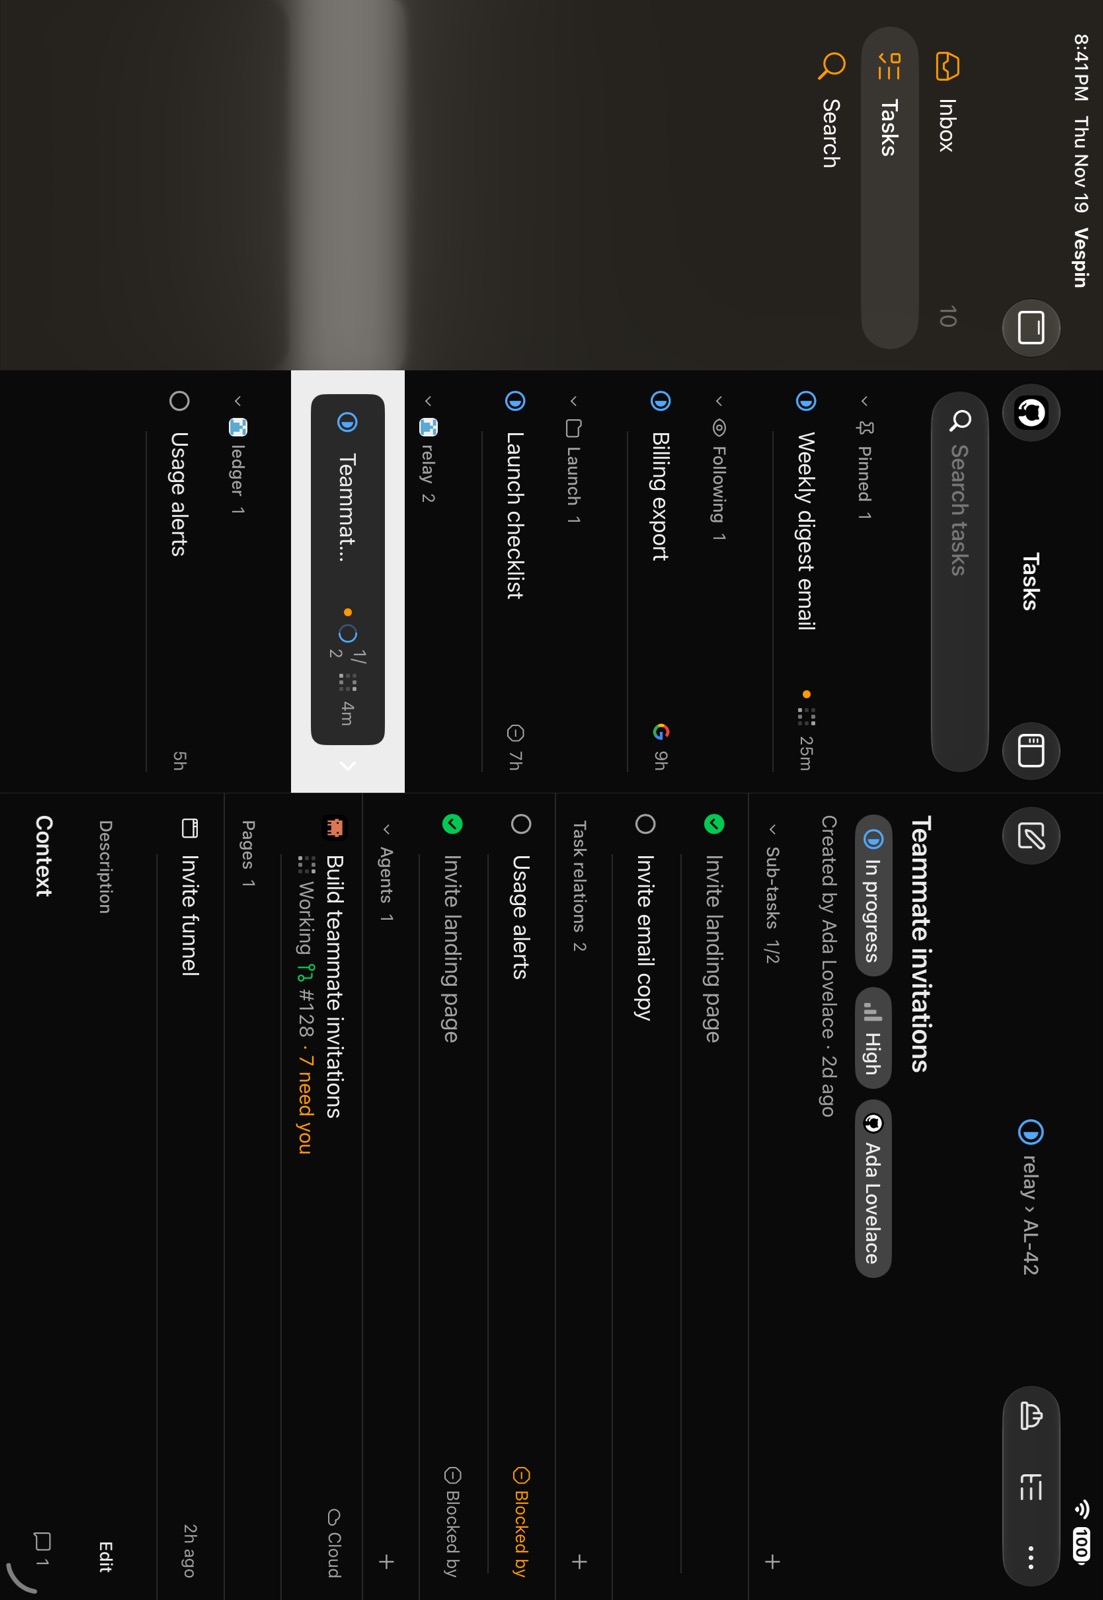 8:41 PM Thu Nov 19 Vespin
100
Inbox 10
Tasks
Search
Tasks
Search tasks
Pinned 1
Weekly digest email 25m
Following 1
Billing export 9h
Launch 1
Launch checklist 7h
relay 2
Teammat... 1/2 4m
ledger 1
Usage alerts 5h
relay › AL-42
Teammate invitations
In progress High Ada Lovelace
Created by Ada Lovelace · 2d ago
Sub-tasks 1/2
Invite landing page
Invite email copy
Task relations 2
Usage alerts Blocked by
Invite landing page Blocked by
Agents 1
Build teammate invitations Cloud
Working #128 · 7 need you
Pages 1
Invite funnel 2h ago
Description Edit
Context 1